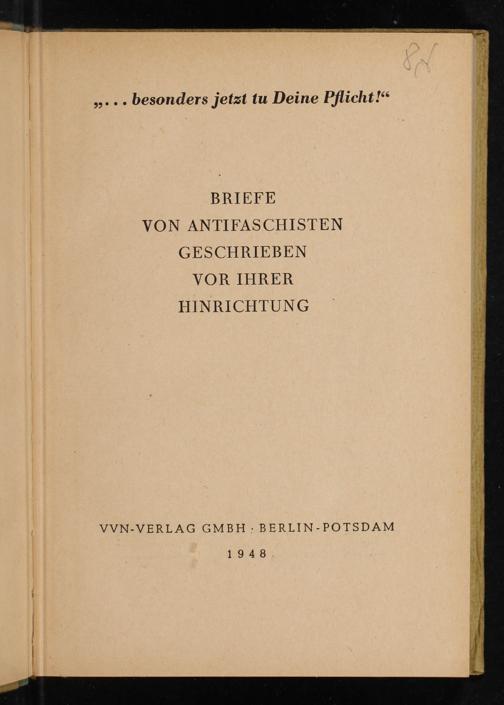 „... besonders jetzt tu Deine Pflicht!“
BRIEFE
VON ANTIFASCHISTEN
GESCHRIEBEN
VOR IHRER
HINRICHTUNG
VVN-VERLAG GMBH · BERLIN-POTSDAM
1948